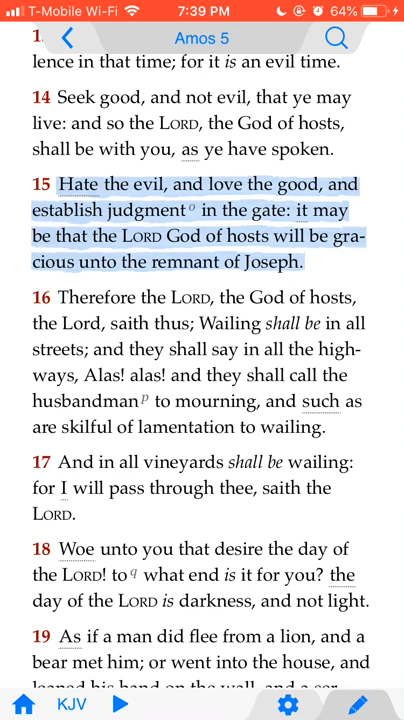 T-Mobile Wi-Fi 7:39 PM 64%
Amos 5
1
lence in that time; for it is an evil time.
14 Seek good, and not evil, that ye may
live: and so the LORD, the God of hosts,
shall be with you, as ye have spoken.
15 Hate the evil, and love the good, and
establish judgment o in the gate: it may
be that the LORD God of hosts will be gra-
cious unto the remnant of Joseph.
16 Therefore the LORD, the God of hosts,
the Lord, saith thus; Wailing shall be in all
streets; and they shall say in all the high-
ways, Alas! alas! and they shall call the
husbandman p to mourning, and such as
are skilful of lamentation to wailing.
17 And in all vineyards shall be wailing:
for I will pass through thee, saith the
LORD.
18 Woe unto you that desire the day of
the LORD! to q what end is it for you? the
day of the LORD is darkness, and not light.
19 As if a man did flee from a lion, and a
bear met him; or went into the house, and
leaned his hand on the wall, and a ser-
KJV